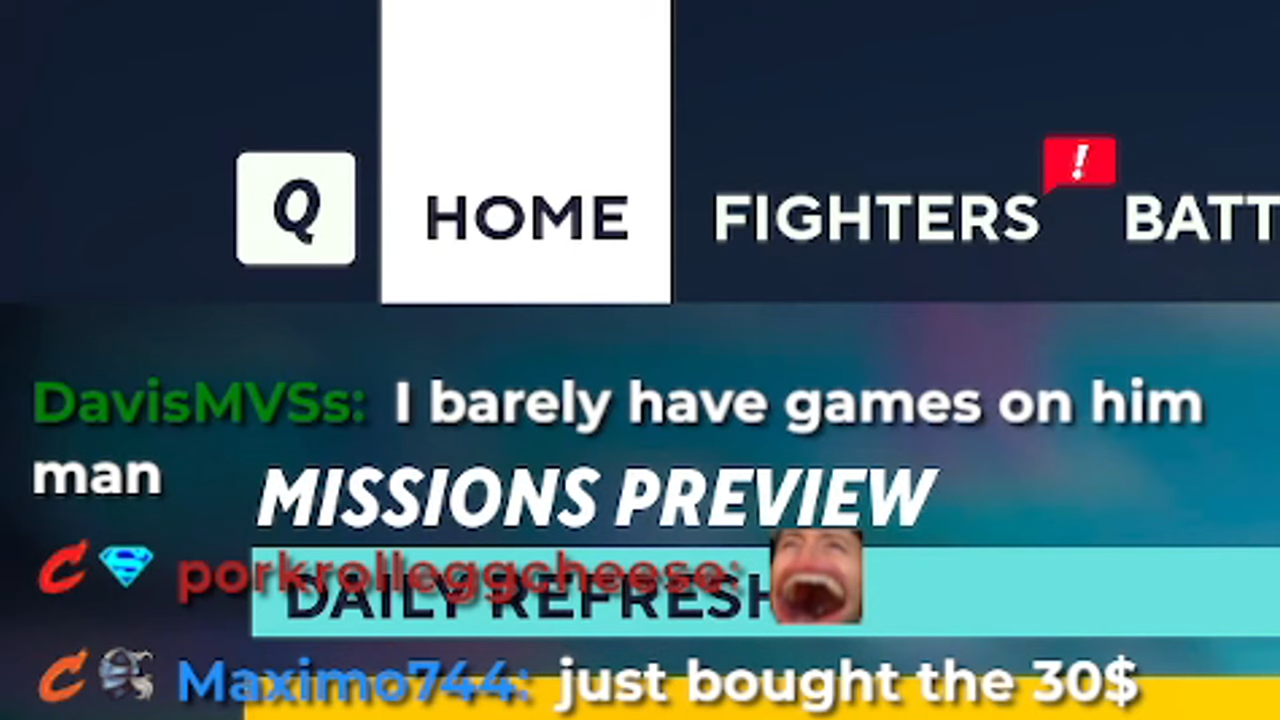 Q HOME FIGHTERS ! BATT
DavisMVSs: I barely have games on him
man
MISSIONS PREVIEW
porkrolleggcheese:
DAILY REFRESH
Maximo744: just bought the 30$